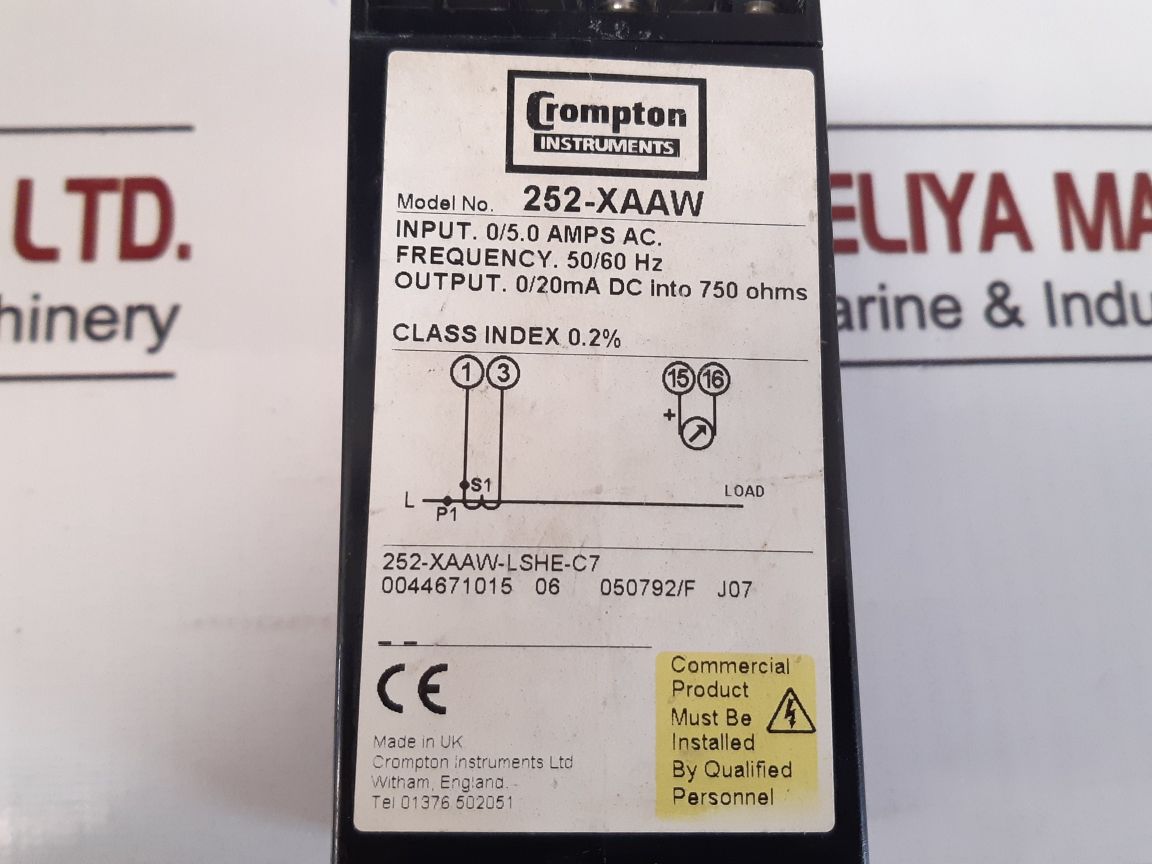 Crompton
INSTRUMENTS
Model No. 252-XAAW
INPUT. 0/5.0 AMPS AC.
FREQUENCY. 50/60 Hz
OUTPUT. 0/20mA DC into 750 ohms
CLASS INDEX 0.2%
1 3 15 16
+
S1
L P1 LOAD
252-XAAW-LSHE-C7
0044671015 06 050792/F J07
CE
Made in UK
Crompton Instruments Ltd
Witham, England.
Tel 01376 502051
Commercial
Product
Must Be
Installed
By Qualified
Personnel
LTD.
hinery
ELIYA MA
arine & Indu